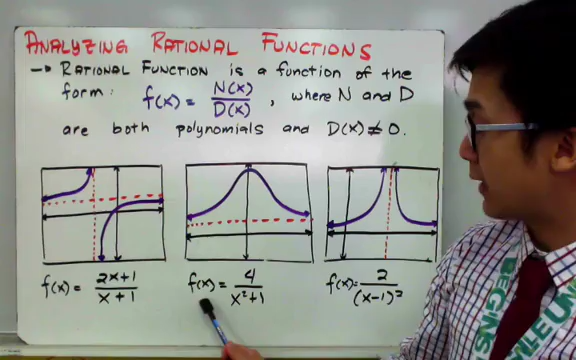 ANALYZING RATIONAL FUNCTIONS
→ RATIONAL FUNCTION is a function of the
form: f(x) = N(x)/D(x), where N and D
are both polynomials and D(x) ≠ 0.
f(x) = 2x+1/x+1
f(x) = 4/x²+1
f(x) = 2/(x-1)²
BEGINS